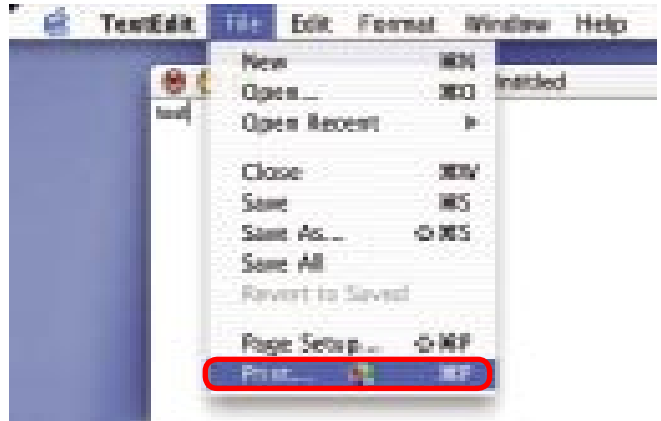 TextEdit File Edit Format Window Help
Untitled
test
New ⌘N
Open... ⌘O
Open Recent
Close ⌘W
Save ⌘S
Save As... ⇧⌘S
Save All
Revert to Saved
Page Setup... ⇧⌘P
Print... ⌘P